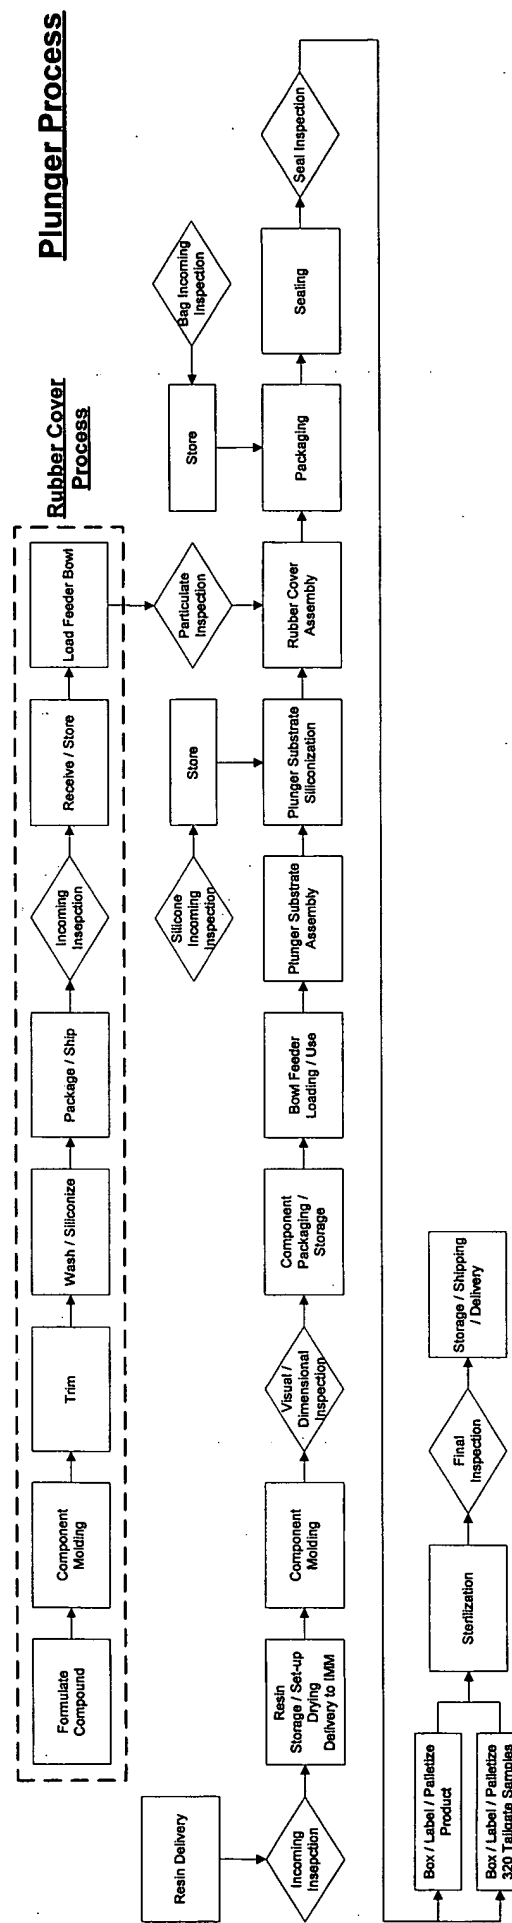 Plunger Process
Rubber Cover
Process
Formulate
Compound
Component
Molding
Trim
Wash / Siliconize
Package / Ship
Incoming
Insepction
Receive / Store
Load Feeder Bowl
Resin Delivery
Silicone
Incoming
Inspection
Store
Particulate
Inspection
Store
Bag Incoming
Inspection
Incoming
Insepction
Resin
Storage / Set-up
Drying
Delivery to IMM
Component
Molding
Visual /
Dimensional
Inspection
Component
Packaging /
Storage
Bowl Feeder
Loading / Use
Plunger Substrate
Assembly
Plunger Substrate
Siliconization
Rubber Cover
Assembly
Packaging
Sealing
Seal Inspection
Box / Label / Palletize
Product
Box / Label / Palletize
320 Tailgate Samples
Sterilization
Final
Inspection
Storage / Shipping
/ Delivery